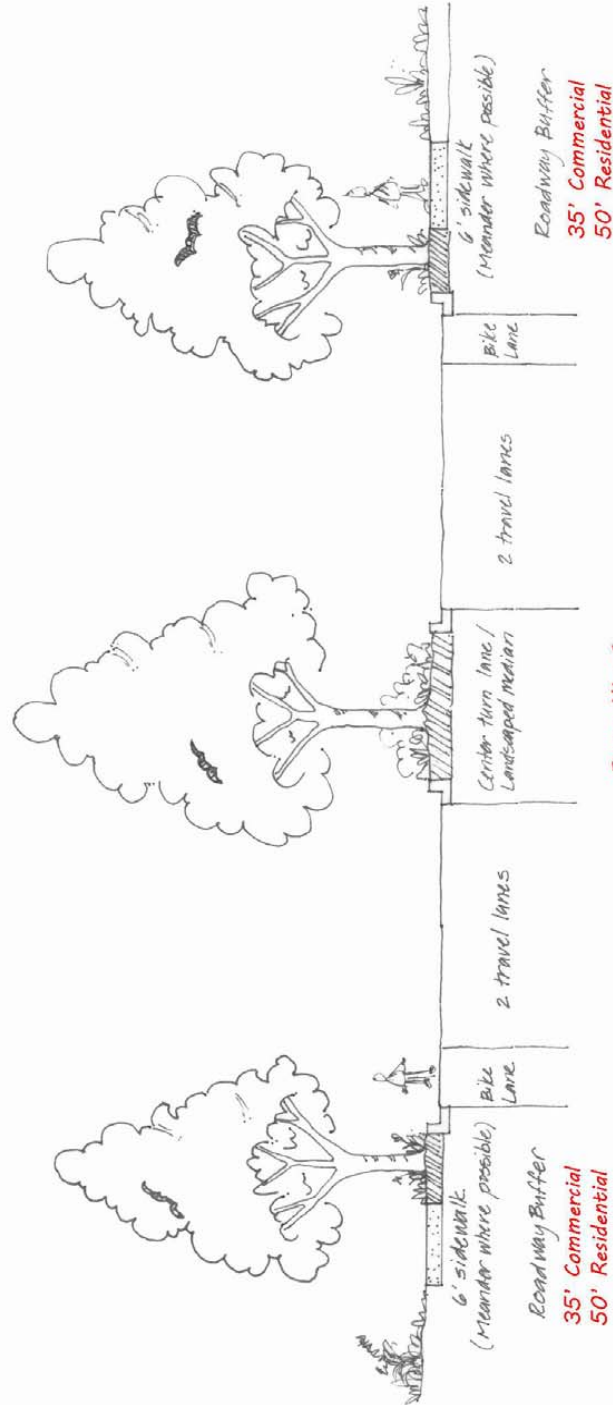 6' sidewalk
(Meander where possible)
Roadway Buffer
35' Commercial
50' Residential
Bike
Lane
2 travel lanes
Center turn lane/
Landscaped median
2 travel lanes
Bike
Lane
6' sidewalk
(Meander where possible)
Roadway Buffer
35' Commercial
50' Residential